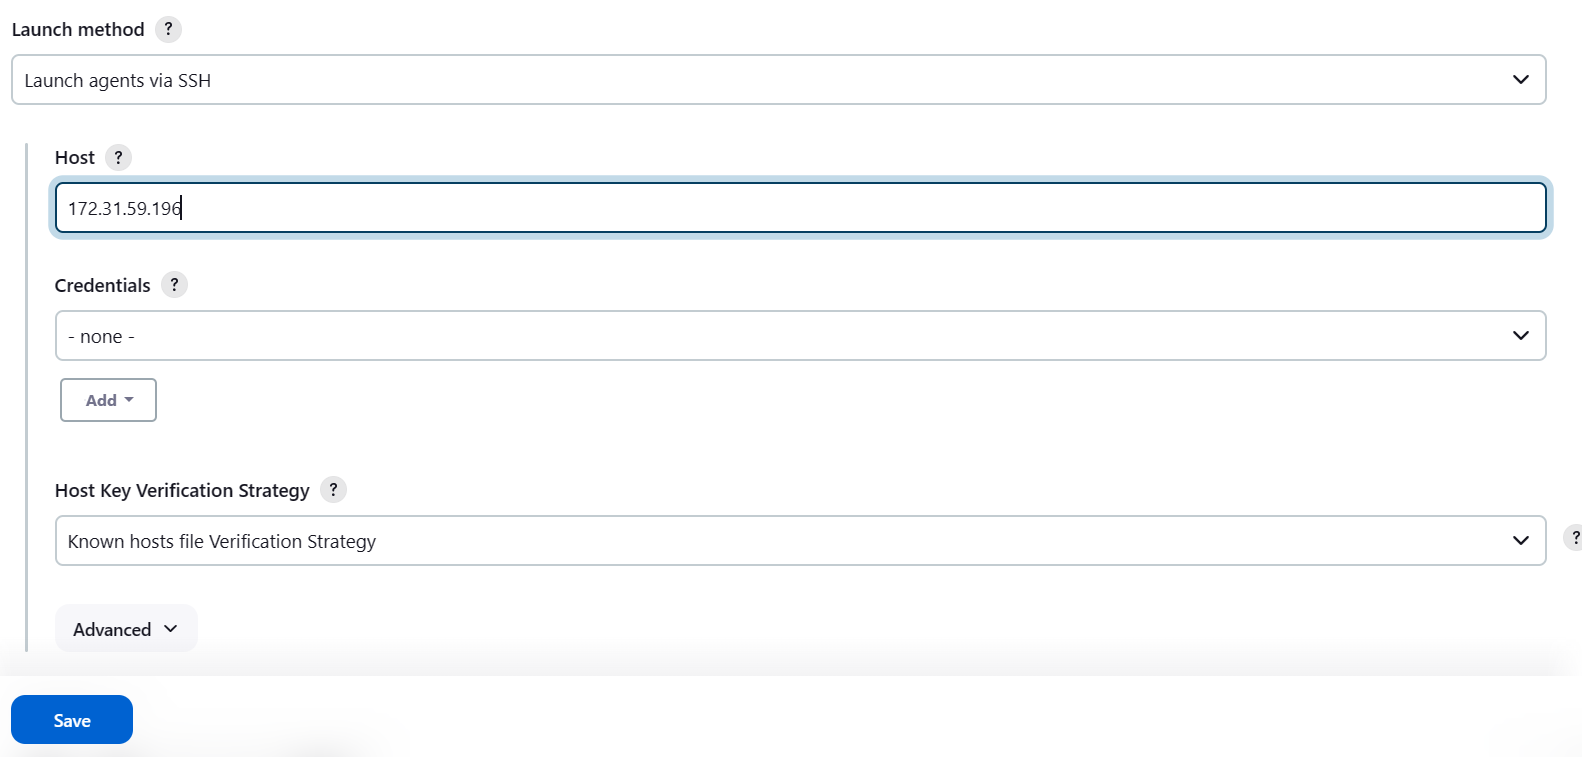 Launch method ?
Launch agents via SSH
Host ?
172.31.59.196
Credentials ?
- none -
Add
Host Key Verification Strategy ?
Known hosts file Verification Strategy
?
Advanced
Save